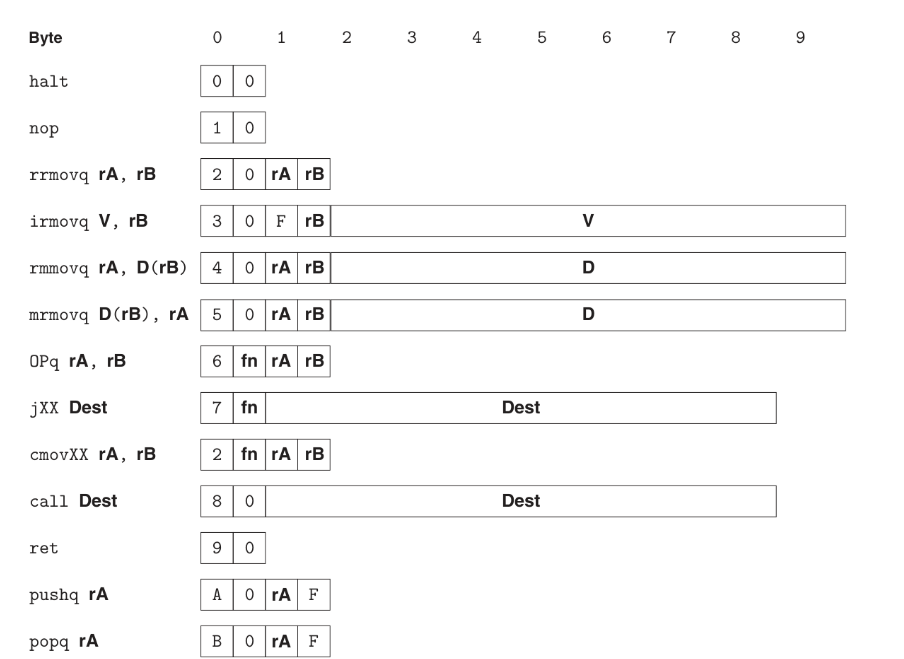 Byte 0 1 2 3 4 5 6 7 8 9
halt 0 0
nop 1 0
rrmovq rA, rB 2 0 rA rB
irmovq V, rB 3 0 F rB V
rmmovq rA, D(rB) 4 0 rA rB D
mrmovq D(rB), rA 5 0 rA rB D
OPq rA, rB 6 fn rA rB
jXX Dest 7 fn Dest
cmovXX rA, rB 2 fn rA rB
call Dest 8 0 Dest
ret 9 0
pushq rA A 0 rA F
popq rA B 0 rA F